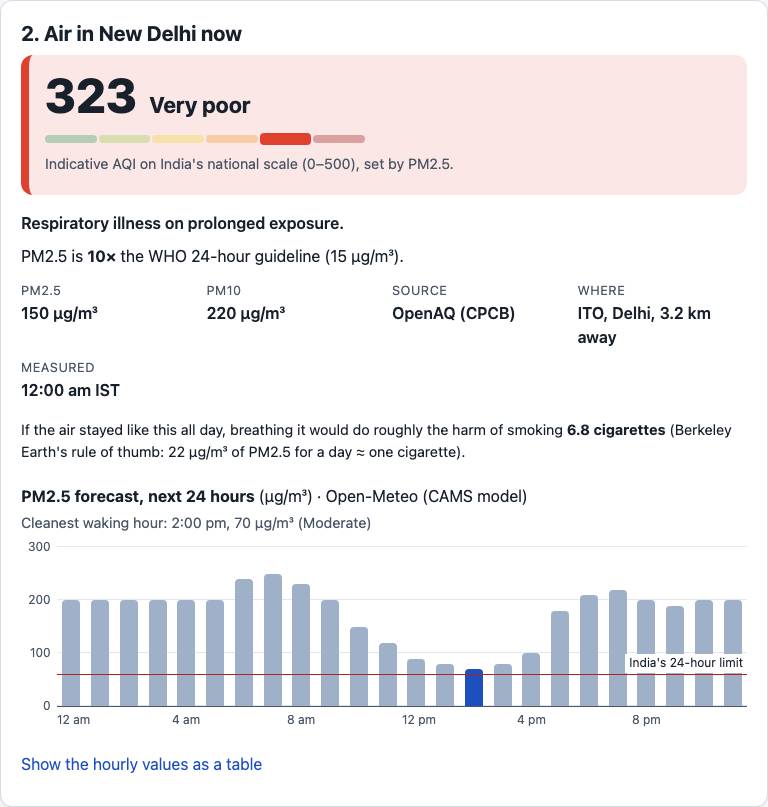 2. Air in New Delhi now
323 Very poor
Indicative AQI on India's national scale (0–500), set by PM2.5.
Respiratory illness on prolonged exposure.
PM2.5 is 10× the WHO 24-hour guideline (15 µg/m³).
PM2.5
150 µg/m³
PM10
220 µg/m³
SOURCE
OpenAQ (CPCB)
WHERE
ITO, Delhi, 3.2 km
away
MEASURED
12:00 am IST
If the air stayed like this all day, breathing it would do roughly the harm of smoking 6.8 cigarettes (Berkeley
Earth's rule of thumb: 22 µg/m³ of PM2.5 for a day ≈ one cigarette).
PM2.5 forecast, next 24 hours (µg/m³) · Open-Meteo (CAMS model)
Cleanest waking hour: 2:00 pm, 70 µg/m³ (Moderate)
300
200
100
India's 24-hour limit
0
12 am 4 am 8 am 12 pm 4 pm 8 pm
Show the hourly values as a table